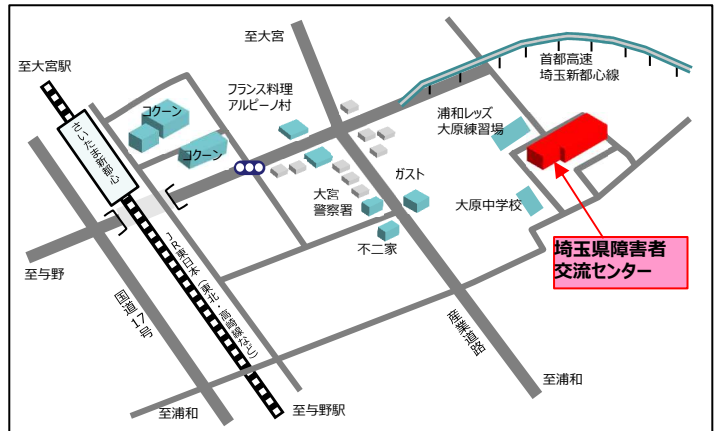 至大宮
首都高速
埼玉新都心線
至大宮駅
フランス料理
アルピーノ村
コクーン
浦和レッズ
大原練習場
さいたま新都心
コクーン
ガスト
大宮
警察署
大原中学校
不二家
埼玉県障害者
交流センター
至与野
JR東日本(東北・高崎線など)
国道17号
産業道路
至浦和
至浦和
至与野駅